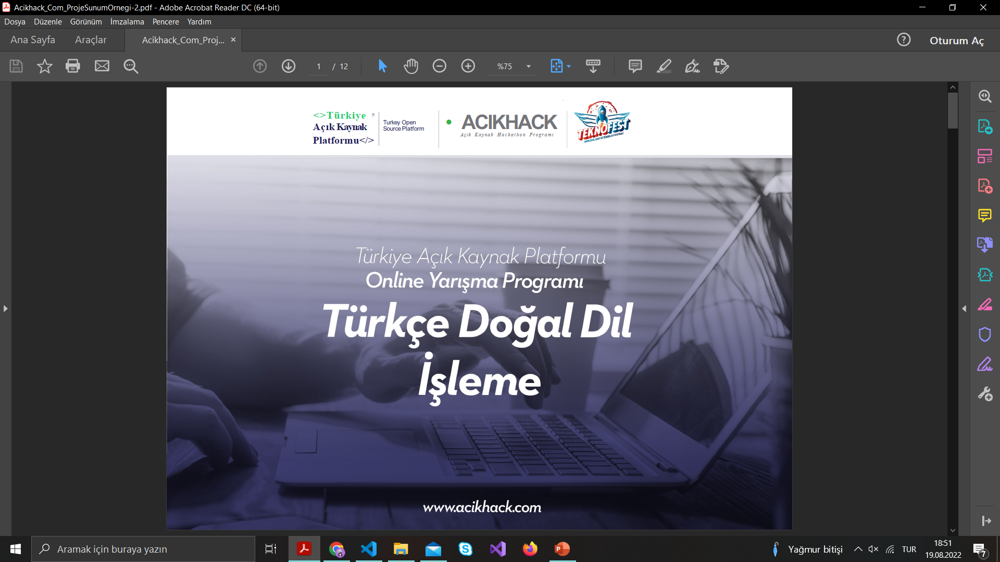 Acikhack_Com_ProjeSunumOrnegi-2.pdf - Adobe Acrobat Reader DC (64-bit)
Dosya Düzenle Görünüm İmzalama Pencere Yardım
Ana Sayfa Araçlar Acikhack_Com_Proj... Oturum Aç
1 / 12 %75
<>Türkiye
Açık Kaynak
Platformu</>
Turkey Open
Source Platform
ACIKHACK
Açık Kaynak Hackathon Programı
TEKNOFEST
Türkiye Açık Kaynak Platformu
Online Yarışma Programı
Türkçe Doğal Dil
İşleme
www.acikhack.com
Aramak için buraya yazın
Yağmur bitişi
TUR
18:51
19.08.2022
7